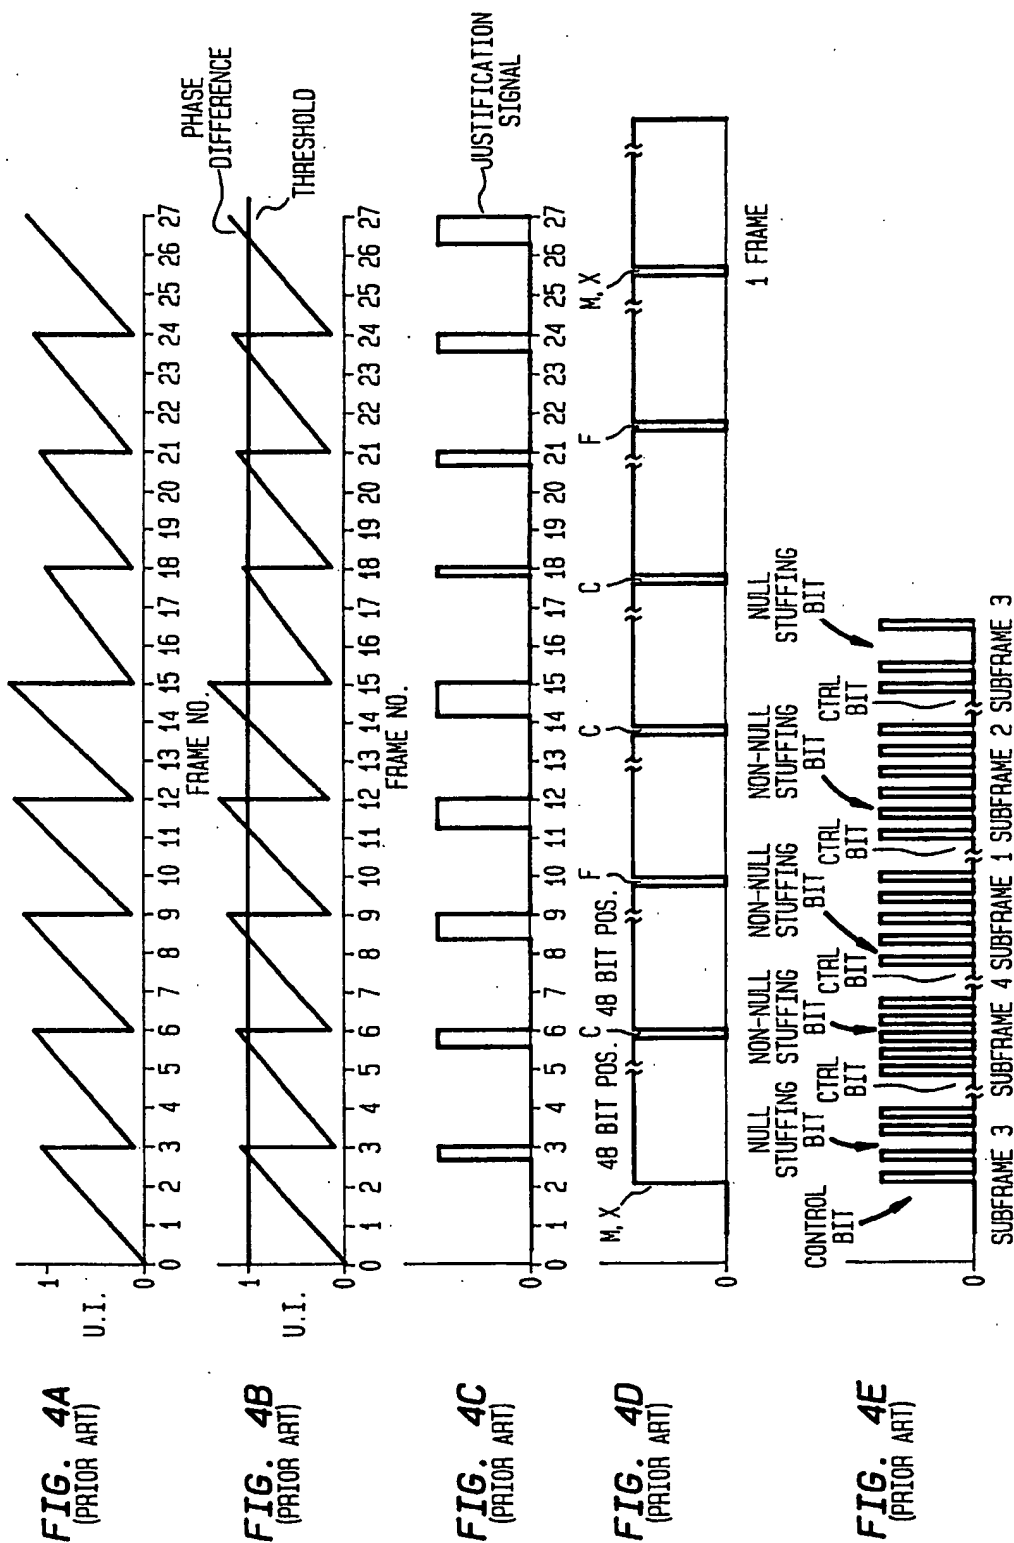 FIG. 4A
(PRIOR ART)
U.I.
1
0
0 1 2 3 4 5 6 7 8 9 10 11 12 13 14 15 16 17 18 19 20 21 22 23 24 25 26 27
FRAME NO.
FIG. 4B
(PRIOR ART)
U.I.
1
0
PHASE
DIFFERENCE
THRESHOLD
0 1 2 3 4 5 6 7 8 9 10 11 12 13 14 15 16 17 18 19 20 21 22 23 24 25 26 27
FRAME NO.
FIG. 4C
(PRIOR ART)
0
JUSTIFICATION
SIGNAL
0 1 2 3 4 5 6 7 8 9 10 11 12 13 14 15 16 17 18 19 20 21 22 23 24 25 26 27
FIG. 4D
(PRIOR ART)
M, X
48 BIT POS.
C
48 BIT POS.
F
C
C
F
M, X
0
1 FRAME
FIG. 4E
(PRIOR ART)
CONTROL
BIT
NULL
STUFFING
BIT
CTRL
BIT
NON-NULL
STUFFING
BIT
CTRL
BIT
NON-NULL
STUFFING
BIT
CTRL
BIT
NON-NULL
STUFFING
BIT
CTRL
BIT
NULL
STUFFING
BIT
0
SUBFRAME 3 SUBFRAME 4 SUBFRAME 1 SUBFRAME 2 SUBFRAME 3